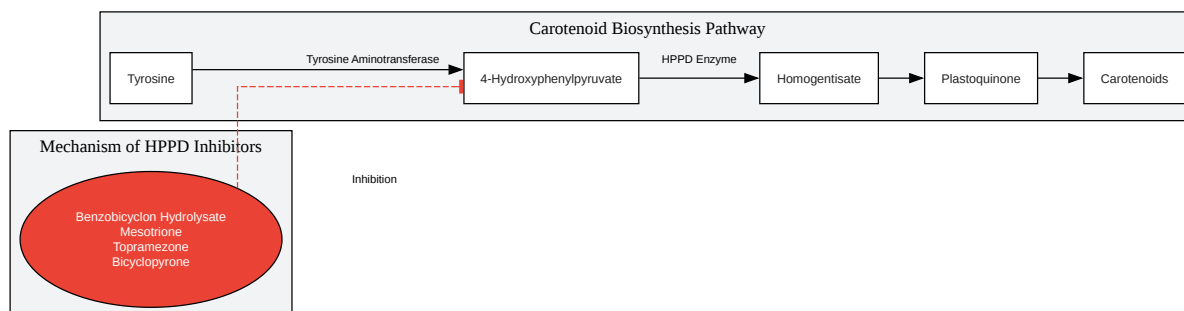 Carotenoid Biosynthesis Pathway
Tyrosine
Tyrosine Aminotransferase
4-Hydroxyphenylpyruvate
HPPD Enzyme
Homogentisate
Plastoquinone
Carotenoids
Mechanism of HPPD Inhibitors
Inhibition
Benzobicyclon Hydrolysate
Mesotrione
Topramezone
Bicyclopyrone